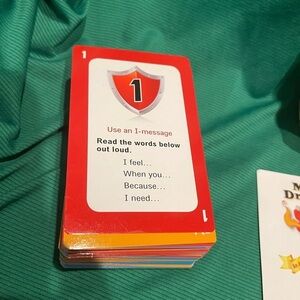 1
1
Use an I-message
Read the words below
out loud.
I feel...
When you...
Because...
I need...
1